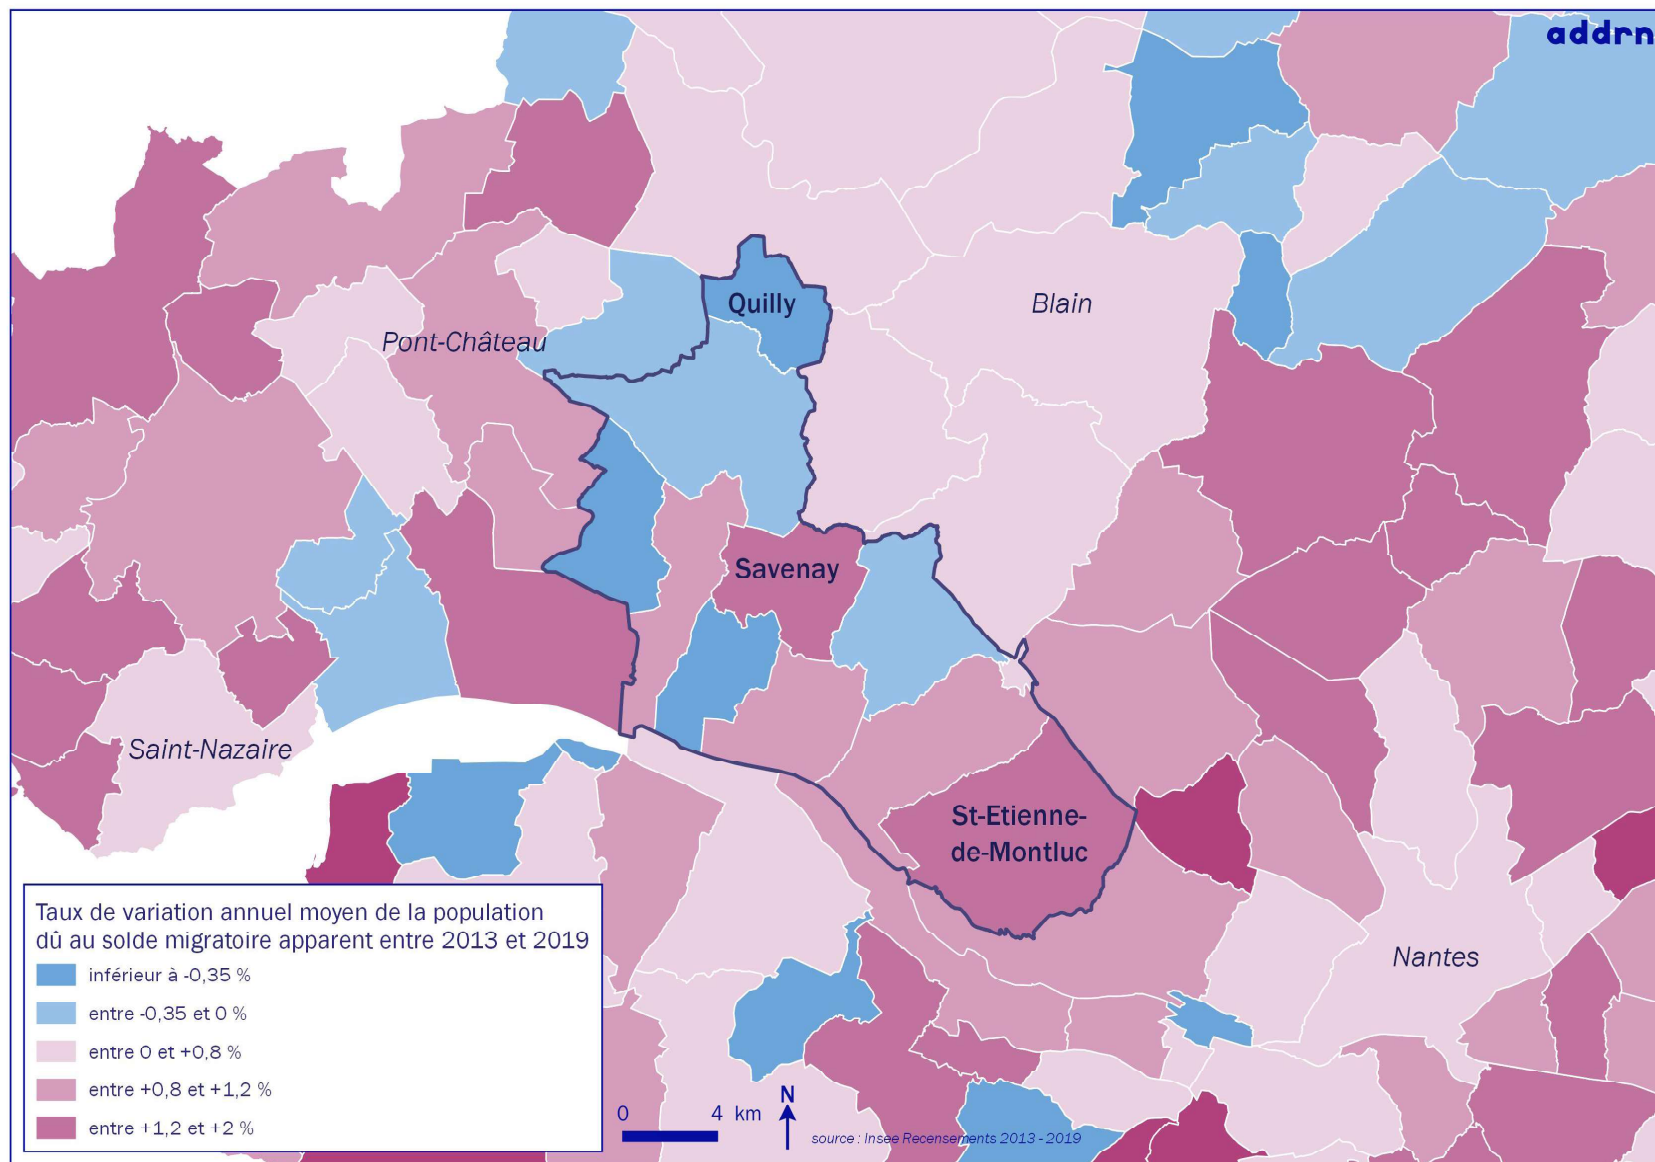 addrn
Quilly
Blain
Pont-Château
Savenay
Saint-Nazaire
St-Etienne-
de-Montluc
Nantes
Taux de variation annuel moyen de la population
dû au solde migratoire apparent entre 2013 et 2019
inférieur à -0,35 %
entre -0,35 et 0 %
entre 0 et +0,8 %
entre +0,8 et +1,2 %
entre +1,2 et +2 %
0 4 km
N
source : Insee Recensements 2013 - 2019